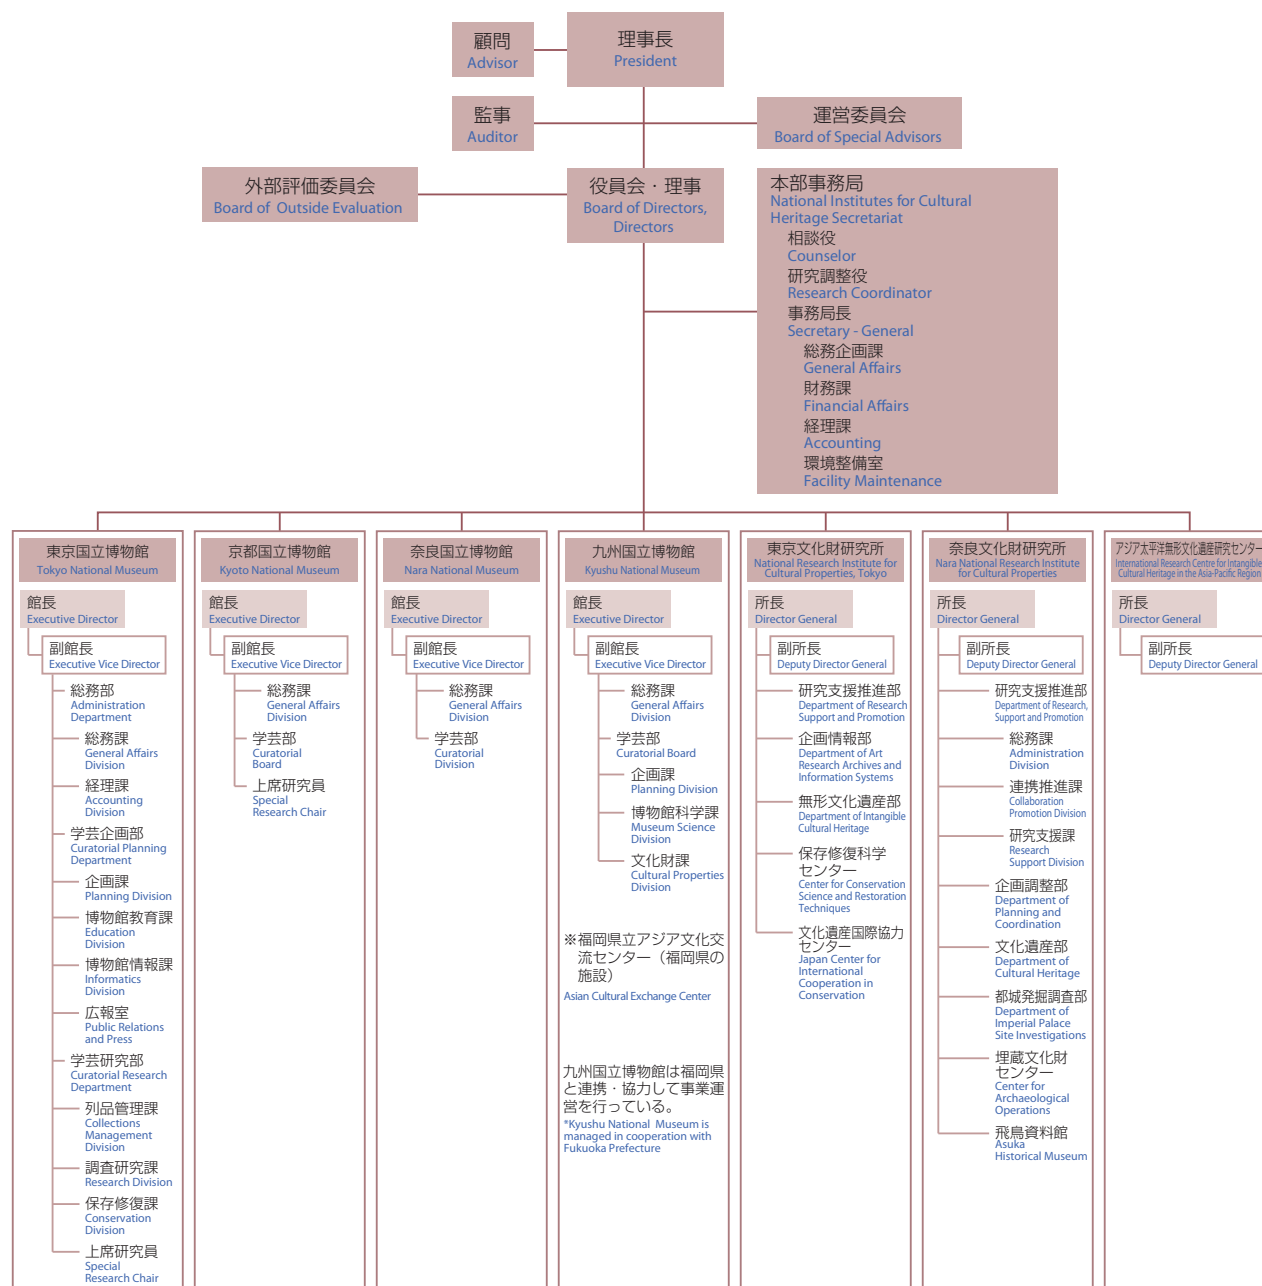 顧問
Advisor
理事長
President
監事
Auditor
運営委員会
Board of Special Advisors
外部評価委員会
Board of Outside Evaluation
役員会・理事
Board of Directors,
Directors
本部事務局
National Institutes for Cultural
Heritage Secretariat
相談役
Counselor
研究調整役
Research Coordinator
事務局長
Secretary - General
総務企画課
General Affairs
財務課
Financial Affairs
経理課
Accounting
環境整備室
Facility Maintenance
東京国立博物館
Tokyo National Museum
館長
Executive Director
副館長
Executive Vice Director
総務部
Administration
Department
総務課
General Affairs
Division
経理課
Accounting
Division
学芸企画部
Curatorial Planning
Department
企画課
Planning Division
博物館教育課
Education
Division
博物館情報課
Informatics
Division
広報室
Public Relations
and Press
学芸研究部
Curatorial Research
Department
列品管理課
Collections
Management
Division
調査研究課
Research Division
保存修復課
Conservation
Division
上席研究員
Special
Research Chair
京都国立博物館
Kyoto National Museum
館長
Executive Director
副館長
Executive Vice Director
総務課
General Affairs
Division
学芸部
Curatorial
Board
上席研究員
Special
Research Chair
奈良国立博物館
Nara National Museum
館長
Executive Director
副館長
Executive Vice Director
総務課
General Affairs
Division
学芸部
Curatorial
Division
九州国立博物館
Kyushu National Museum
館長
Executive Director
副館長
Executive Vice Director
総務課
General Affairs
Division
学芸部
Curatorial Board
企画課
Planning Division
博物館科学課
Museum Science
Division
文化財課
Cultural Properties
Division
※福岡県立アジア文化交
流センター（福岡県の
施設）
Asian Cultural Exchange Center
九州国立博物館は福岡県
と連携・協力して事業運
営を行っている。
*Kyushu National Museum is
managed in cooperation with
Fukuoka Prefecture
東京文化財研究所
National Research Institute for
Cultural Properties, Tokyo
所長
Director General
副所長
Deputy Director General
研究支援推進部
Department of Research
Support and Promotion
企画情報部
Department of Art
Research Archives and
Information Systems
無形文化遺産部
Department of Intangible
Cultural Heritage
保存修復科学
センター
Center for Conservation
Science and Restoration
Techniques
文化遺産国際協力
センター
Japan Center for
International
Cooperation in
Conservation
奈良文化財研究所
Nara National Research Institute
for Cultural Properties
所長
Director General
副所長
Deputy Director General
研究支援推進部
Department of Research,
Support and Promotion
総務課
Administration
Division
連携推進課
Collaboration
Promotion Division
研究支援課
Research
Support Division
企画調整部
Department of
Planning and
Coordination
文化遺産部
Department of
Cultural Heritage
都城発掘調査部
Department of
Imperial Palace
Site Investigations
埋蔵文化財
センター
Center for
Archaeological
Operations
飛鳥資料館
Asuka
Historical Museum
アジア太平洋無形文化遺産研究センター
International Research Centre for Intangible
Cultural Heritage in the Asia-Pacific Region
所長
Director General
副所長
Deputy Director General